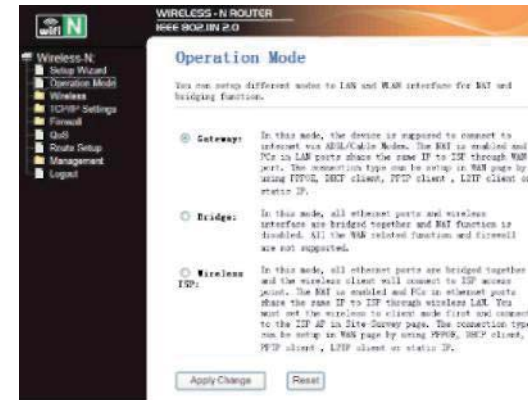 wifi N
WIRELESS - N ROUTER
IEEE 802.11N 2.0
Wireless-N:
Setup Wizard
Operation Mode
Wireless
TCP/IP Settings
Firewall
QoS
Route Setup
Management
Logout
Operation Mode
You can setup different modes to LAN and WLAN interface for NAT and
bridging function.
Gateway:
In this mode, the device is supposed to connect to
internet via ADSL/Cable Modem. The NAT is enabled and
PCs in LAN ports share the same IP to ISP through WAN
port. The connection type can be setup in WAN page by
using PPPOE, DHCP client, PPTP client , L2TP client or
static IP.
Bridge:
In this mode, all ethernet ports and wireless
interface are bridged together and NAT function is
disabled. All the WAN related function and firewall
are not supported.
Wireless
ISP:
In this mode, all ethernet ports are bridged together
and the wireless client will connect to ISP access
point. The NAT is enabled and PCs in ethernet ports
share the same IP to ISP through wireless LAN. You
must set the wireless to client mode first and connect
to the ISP AP in Site-Survey page. The connection type
can be setup in WAN page by using PPPOE, DHCP client,
PPTP client , L2TP client or static IP.
Apply Change
Reset